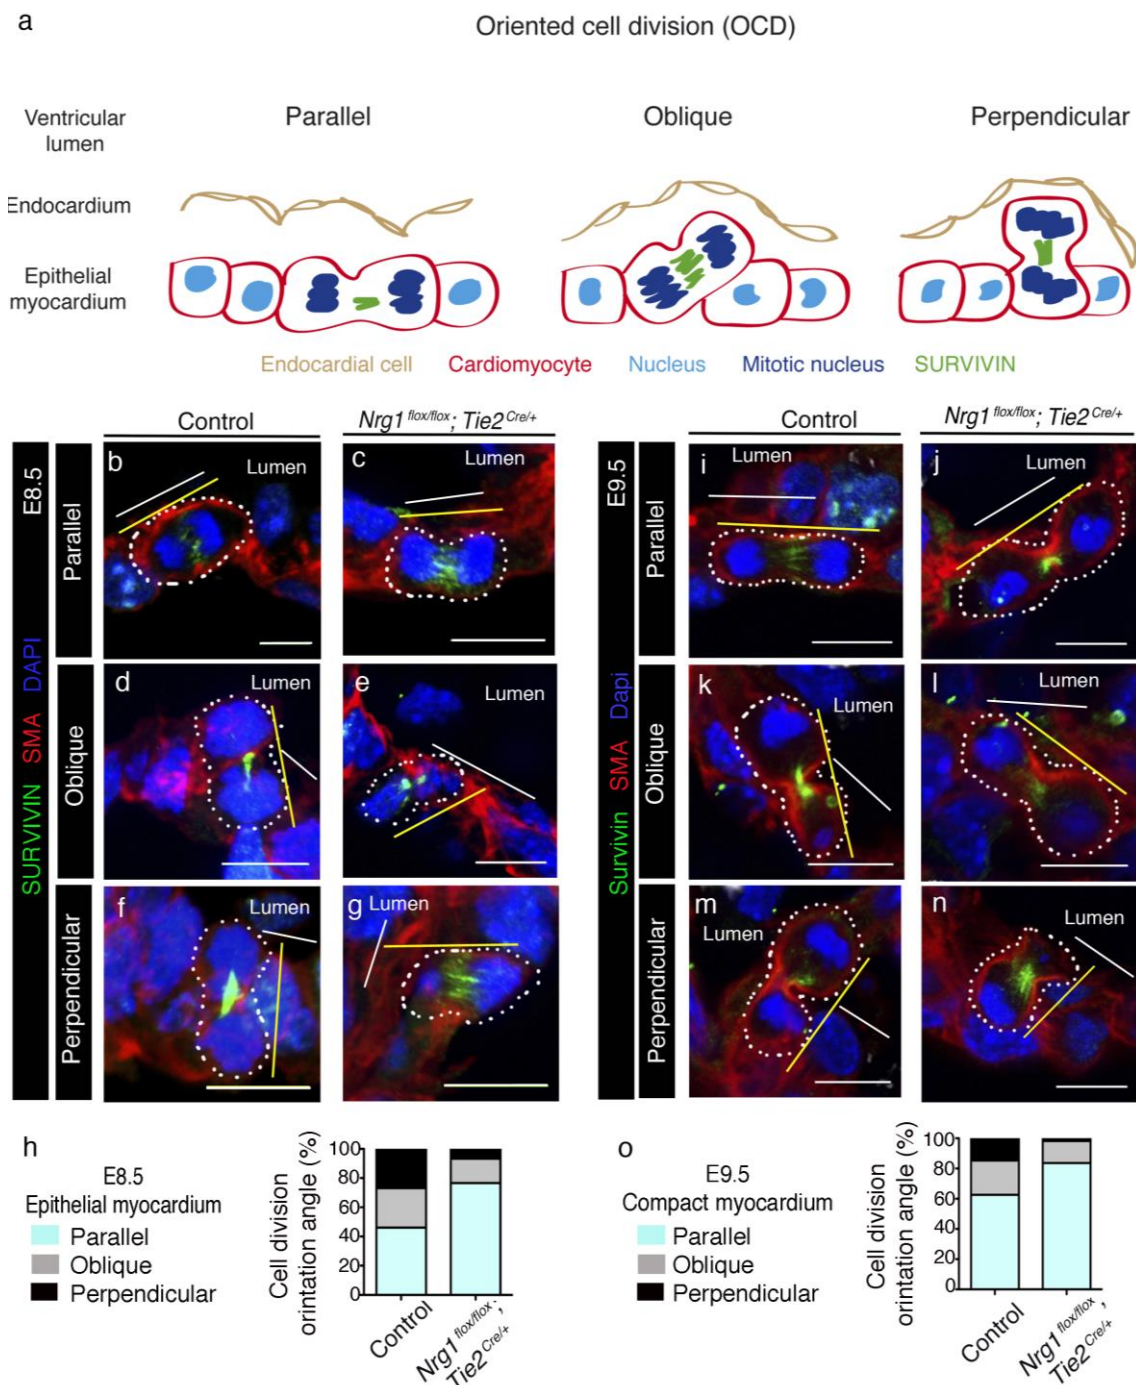 a
Oriented cell division (OCD)
Ventricular
lumen
Parallel
Oblique
Perpendicular
Endocardium
Epithelial
myocardium
Endocardial cell
Cardiomyocyte
Nucleus
Mitotic nucleus
SURVIVIN
Control
Nrg1 flox/flox; Tie2 Cre/+
Control
Nrg1 flox/flox; Tie2 Cre/+
SURVIVIN SMA DAPI
E8.5
Parallel
b
Lumen
c
Lumen
Oblique
d
Lumen
e
Lumen
Perpendicular
f
Lumen
g
Lumen
Survivin SMA Dapi
E9.5
Parallel
i
Lumen
j
Lumen
Oblique
k
Lumen
l
Lumen
Perpendicular
m
Lumen
n
Lumen
h
E8.5
Epithelial myocardium
Parallel
Oblique
Perpendicular
Cell division
orintation angle (%)
100
80
60
40
20
0
Control
Nrg1 flox/flox;
Tie2 Cre/+
o
E9.5
Compact myocardium
Parallel
Oblique
Perpendicular
Cell division
orintation angle (%)
100
80
60
40
20
0
Control
Nrg1 flox/flox;
Tie2 Cre/+